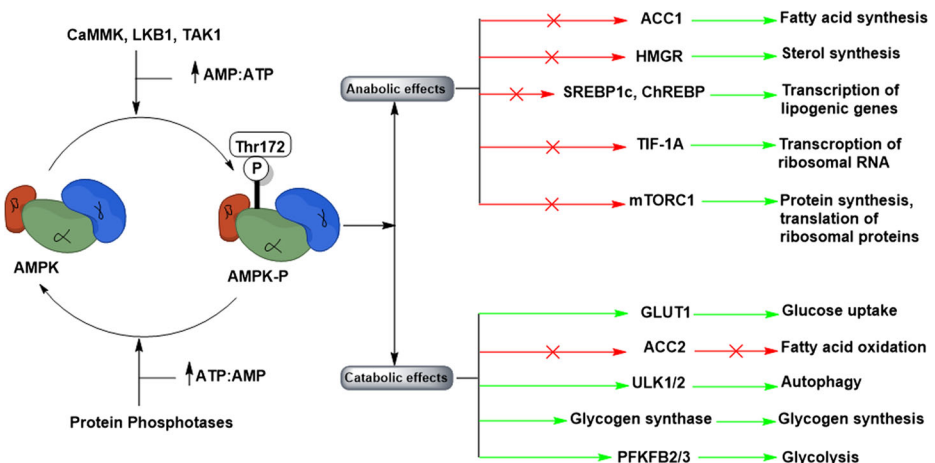 CaMMK, LKB1, TAK1
AMP:ATP
Thr172
P
β
α
γ
AMPK
β
α
γ
AMPK-P
ATP:AMP
Protein Phosphotases
Anabolic effects
ACC1
Fatty acid synthesis
HMGR
Sterol synthesis
SREBP1c, ChREBP
Transcription of
lipogenic genes
TIF-1A
Transcroption of
ribosomal RNA
mTORC1
Protein synthesis,
translation of
ribosomal proteins
Catabolic effects
GLUT1
Glucose uptake
ACC2
Fatty acid oxidation
ULK1/2
Autophagy
Glycogen synthase
Glycogen synthesis
PFKFB2/3
Glycolysis